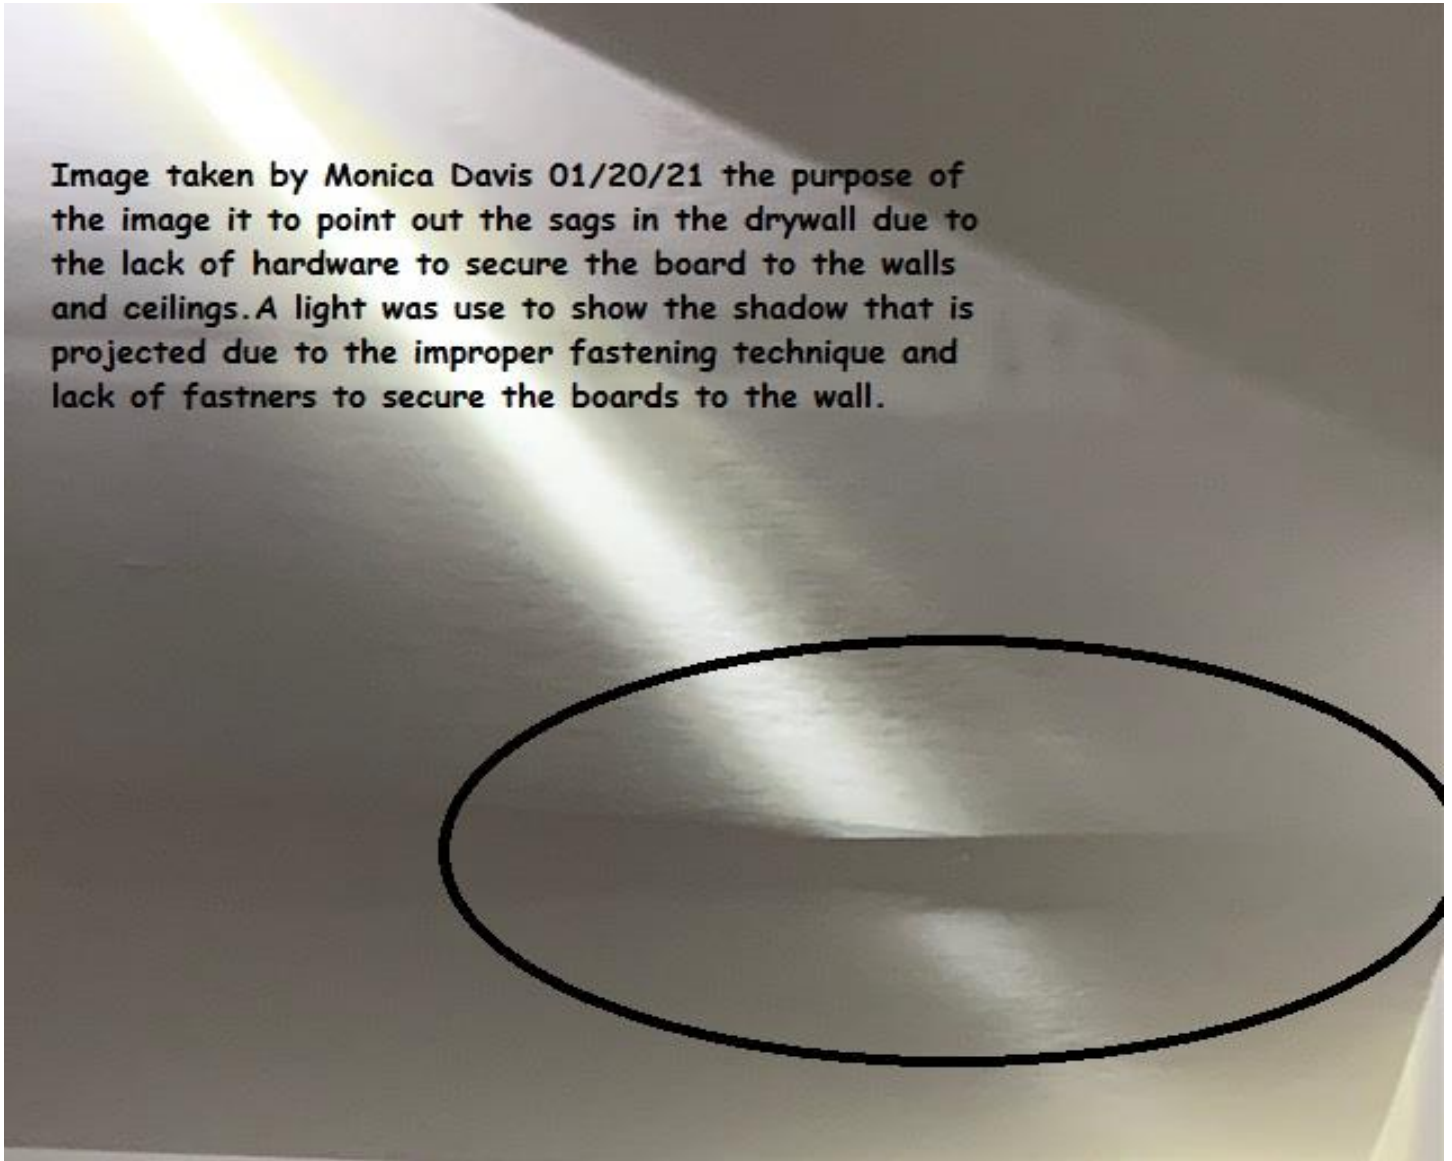 Image taken by Monica Davis 01/20/21 the purpose of
the image it to point out the sags in the drywall due to
the lack of hardware to secure the board to the walls
and ceilings.A light was use to show the shadow that is
projected due to the improper fastening technique and
lack of fastners to secure the boards to the wall.